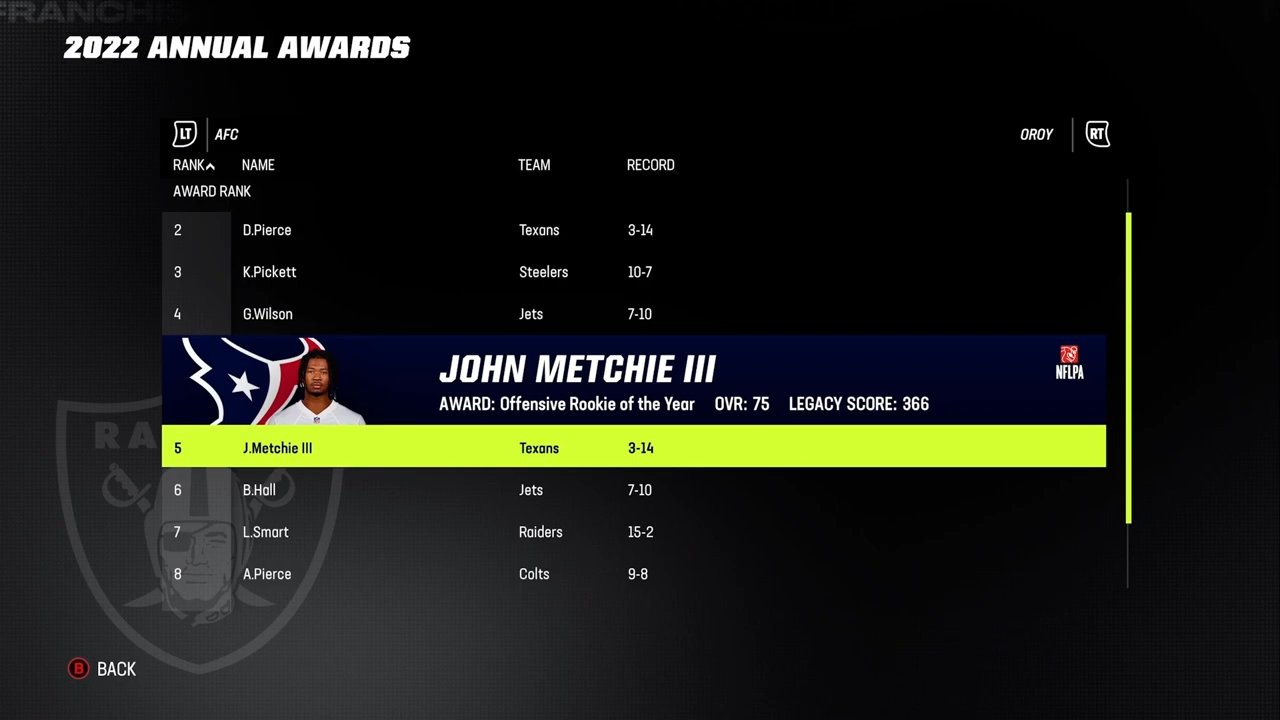 FRANCHIS
2022 ANNUAL AWARDS
LT AFC OROY RT
RANK NAME TEAM RECORD
AWARD RANK
2 D.Pierce Texans 3-14
3 K.Pickett Steelers 10-7
4 G.Wilson Jets 7-10
JOHN METCHIE III
AWARD: Offensive Rookie of the Year OVR: 75 LEGACY SCORE: 366
NFLPA
5 J.Metchie III Texans 3-14
RA
6 B.Hall Jets 7-10
7 L.Smart Raiders 15-2
8 A.Pierce Colts 9-8
B BACK